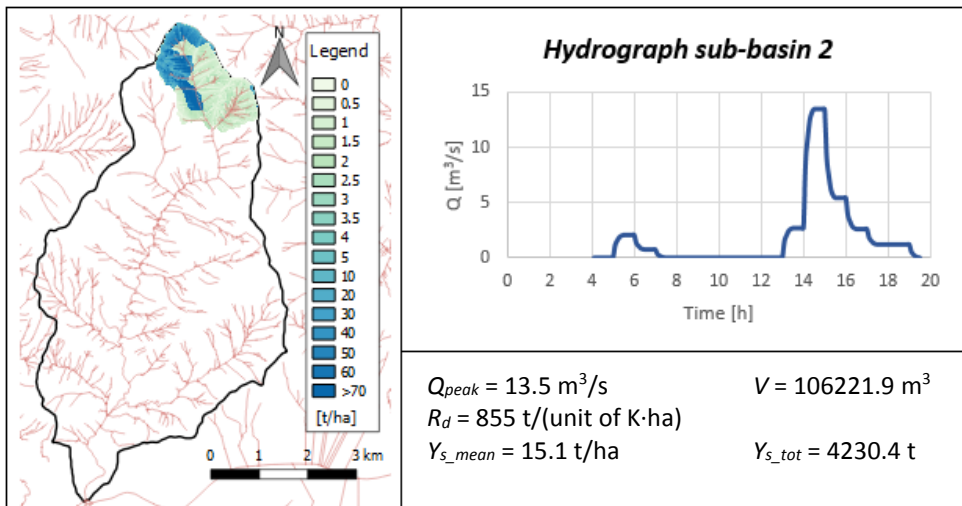 N
Legend
0
0.5
1
1.5
2
2.5
3
3.5
4
5
10
20
30
40
50
60
>70
[t/ha]
0 1 2 3 km
Hydrograph sub-basin 2
Q [m³/s]
15
10
5
0
0 2 4 6 8 10 12 14 16 18 20
Time [h]
Qpeak = 13.5 m³/s V = 106221.9 m³
Rd = 855 t/(unit of K·ha)
Ys_mean = 15.1 t/ha Ys_tot = 4230.4 t